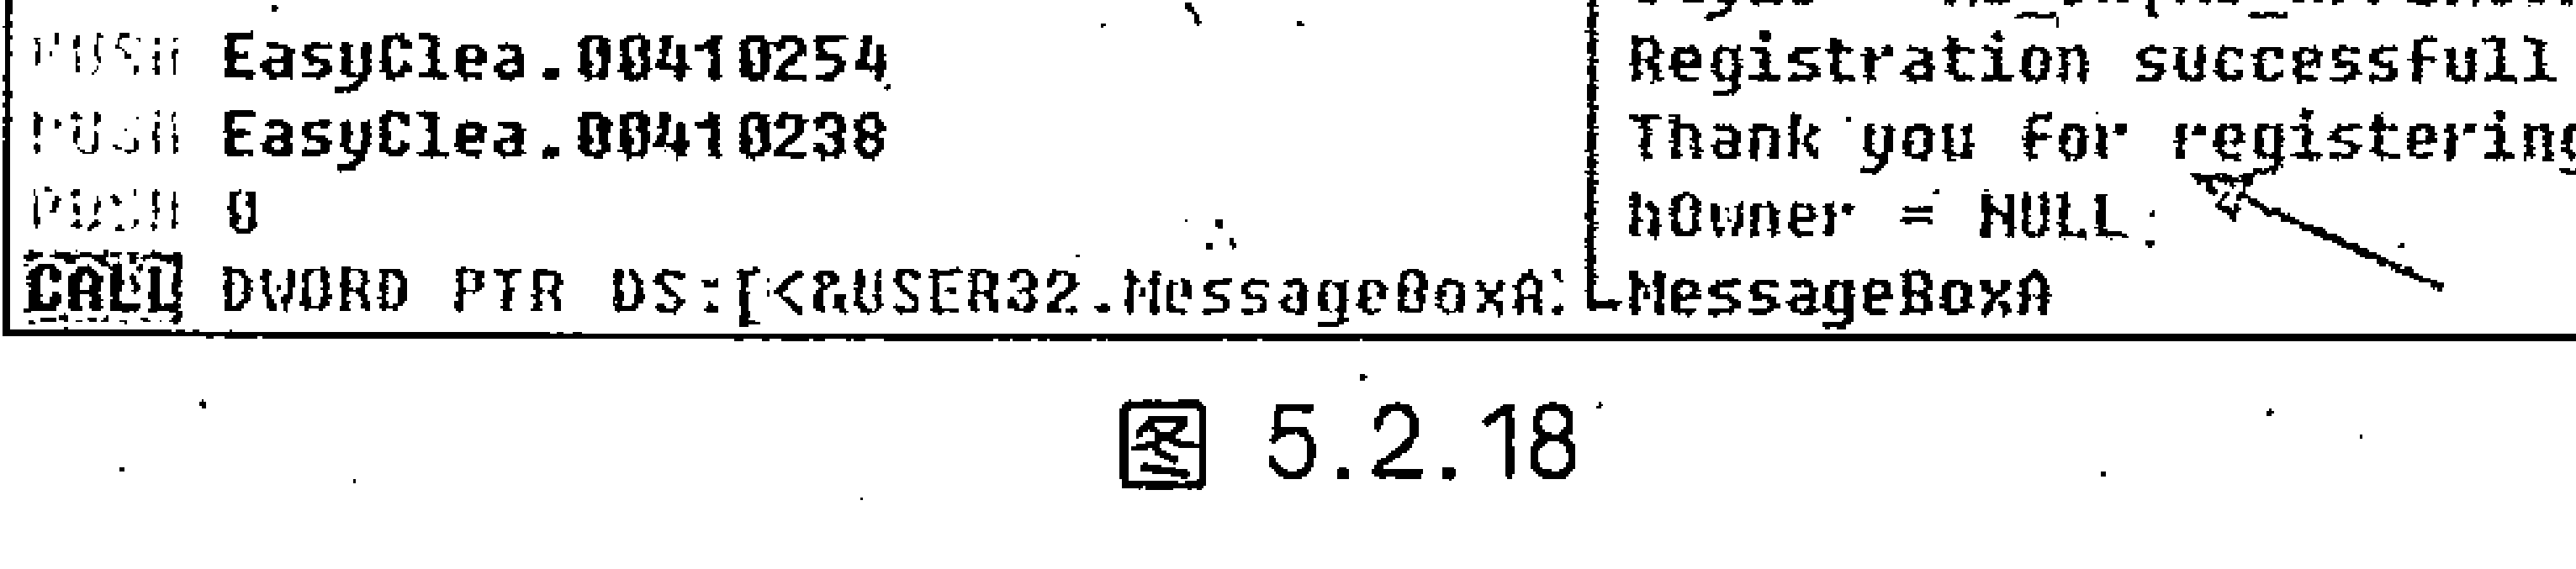 PUSH EasyClea.00410254 Registration successfull
PUSH EasyClea.00410238 Thank you for registering
PUSH 0 hOwner = NULL
CALL DWORD PTR DS:[<&USER32.MessageBoxA> MessageBoxA
图 5.2.18